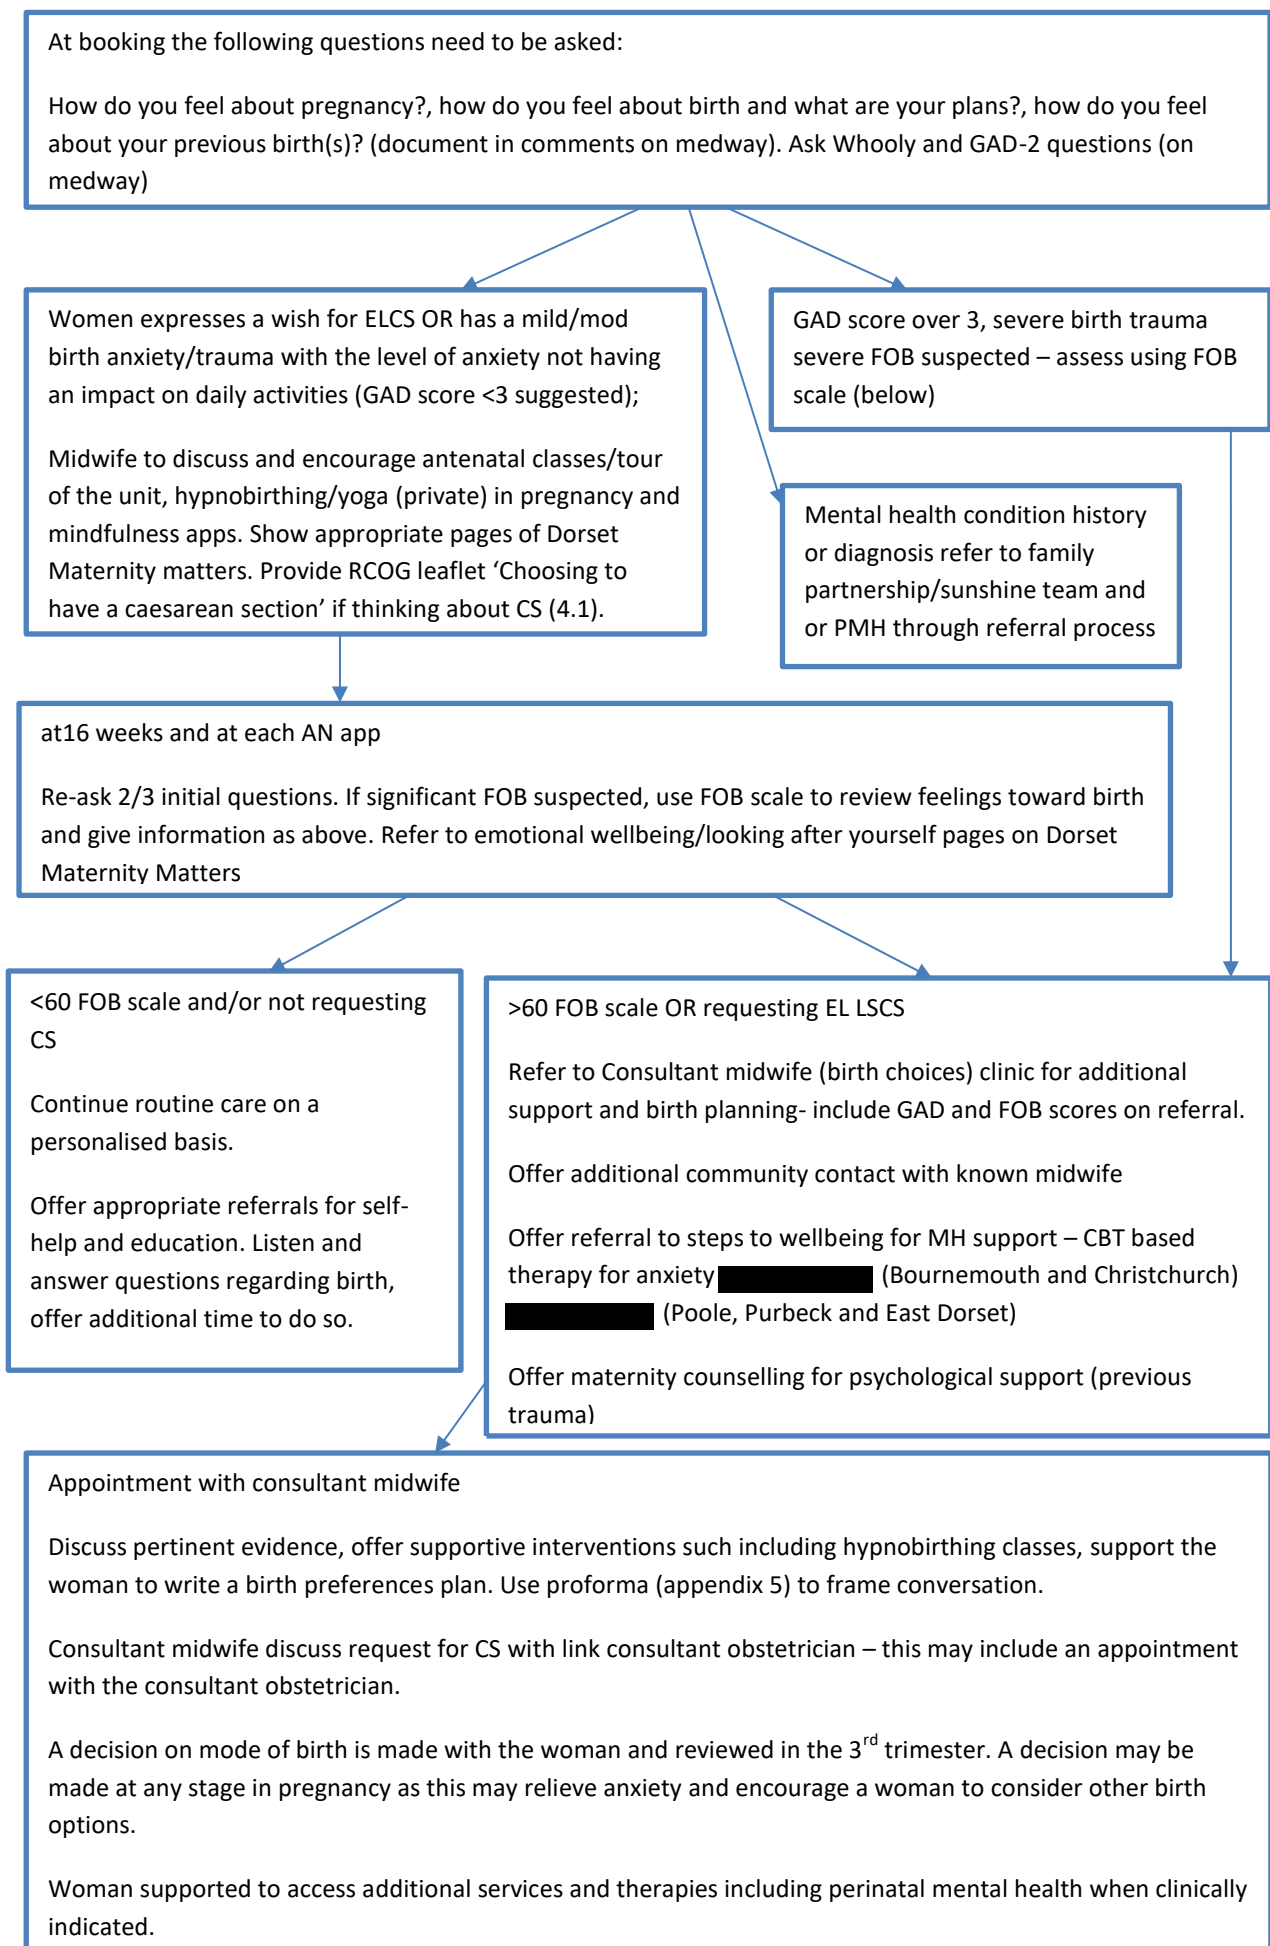 At booking the following questions need to be asked:
How do you feel about pregnancy?, how do you feel about birth and what are your plans?, how do you feel
about your previous birth(s)? (document in comments on medway). Ask Whooly and GAD-2 questions (on
medway)
Women expresses a wish for ELCS OR has a mild/mod
birth anxiety/trauma with the level of anxiety not having
an impact on daily activities (GAD score <3 suggested);
Midwife to discuss and encourage antenatal classes/tour
of the unit, hypnobirthing/yoga (private) in pregnancy and
mindfulness apps. Show appropriate pages of Dorset
Maternity matters. Provide RCOG leaflet ‘Choosing to
have a caesarean section’ if thinking about CS (4.1).
GAD score over 3, severe birth trauma
severe FOB suspected – assess using FOB
scale (below)
Mental health condition history
or diagnosis refer to family
partnership/sunshine team and
or PMH through referral process
at16 weeks and at each AN app
Re-ask 2/3 initial questions. If significant FOB suspected, use FOB scale to review feelings toward birth
and give information as above. Refer to emotional wellbeing/looking after yourself pages on Dorset
Maternity Matters
<60 FOB scale and/or not requesting
CS
Continue routine care on a
personalised basis.
Offer appropriate referrals for self-
help and education. Listen and
answer questions regarding birth,
offer additional time to do so.
>60 FOB scale OR requesting EL LSCS
Refer to Consultant midwife (birth choices) clinic for additional
support and birth planning- include GAD and FOB scores on referral.
Offer additional community contact with known midwife
Offer referral to steps to wellbeing for MH support – CBT based
therapy for anxiety (Bournemouth and Christchurch)
(Poole, Purbeck and East Dorset)
Offer maternity counselling for psychological support (previous
trauma)
Appointment with consultant midwife
Discuss pertinent evidence, offer supportive interventions such including hypnobirthing classes, support the
woman to write a birth preferences plan. Use proforma (appendix 5) to frame conversation.
Consultant midwife discuss request for CS with link consultant obstetrician – this may include an appointment
with the consultant obstetrician.
A decision on mode of birth is made with the woman and reviewed in the 3rd trimester. A decision may be
made at any stage in pregnancy as this may relieve anxiety and encourage a woman to consider other birth
options.
Woman supported to access additional services and therapies including perinatal mental health when clinically
indicated.